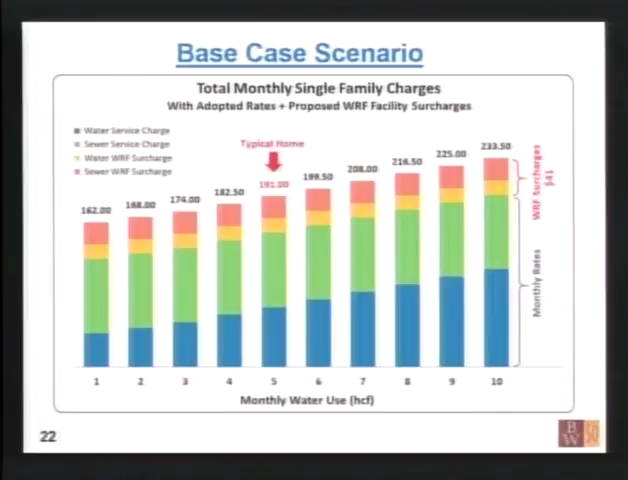 Base Case Scenario
Total Monthly Single Family Charges
With Adopted Rates + Proposed WRF Facility Surcharges
Water Service Charge
Sewer Service Charge
Water WRF Surcharge
Sewer WRF Surcharge
Typical Home
162.00 168.00 174.00 182.50 191.00 199.50 208.00 216.50 225.00 233.50
WRF Surcharges
$41
Monthly Rates
1 2 3 4 5 6 7 8 9 10
Monthly Water Use (hcf)
22
B
W
50